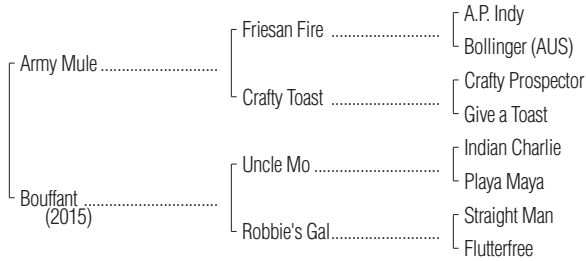 Army Mule
Bouffant
(2015)
Friesan Fire
Crafty Toast
Uncle Mo
Robbie's Gal
A.P. Indy
Bollinger (AUS)
Crafty Prospector
Give a Toast
Indian Charlie
Playa Maya
Straight Man
Flutterfree